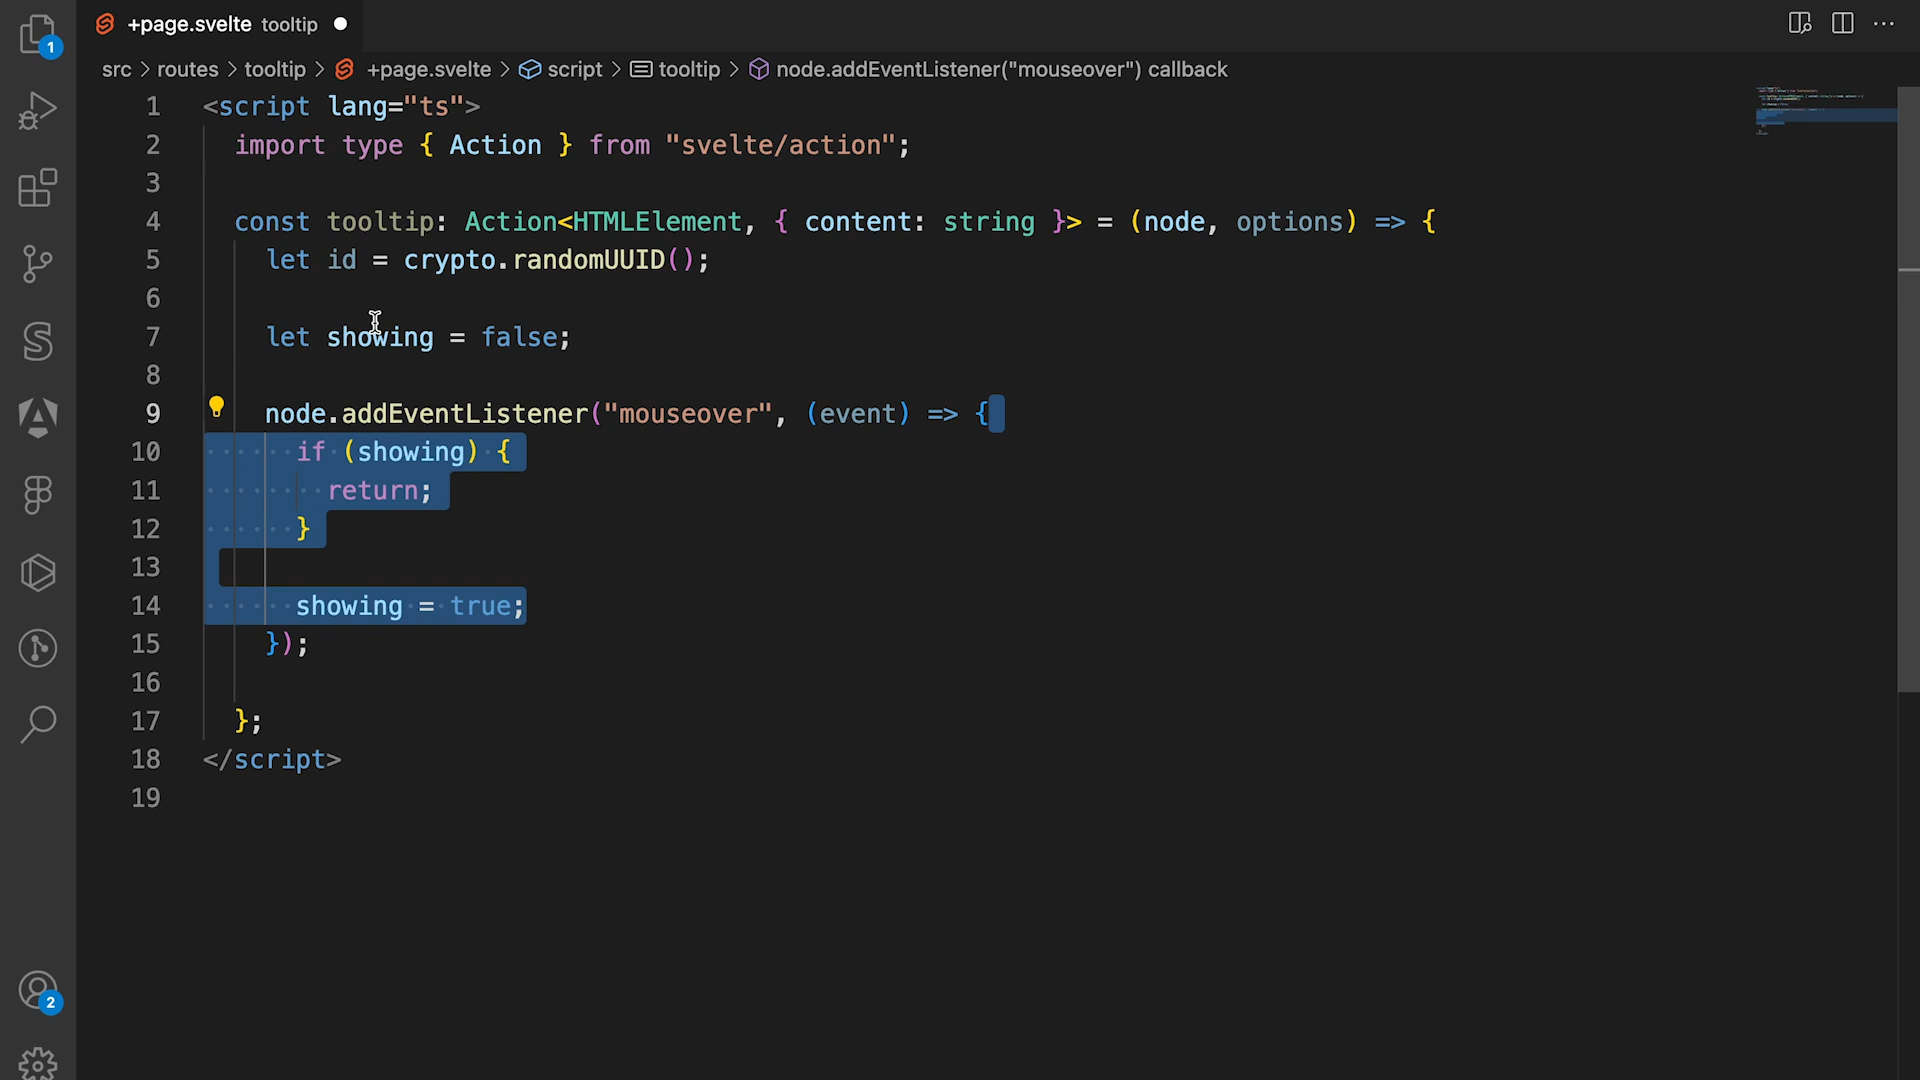 +page.svelte tooltip
src > routes > tooltip > +page.svelte > script > tooltip > node.addEventListener("mouseover") callback
1 <script lang="ts">
2   import type { Action } from "svelte/action";
3
4   const tooltip: Action<HTMLElement, { content: string }> = (node, options) => {
5     let id = crypto.randomUUID();
6
7     let showing = false;
8
9     node.addEventListener("mouseover", (event) => {
10       if (showing) {
11         return;
12       }
13
14       showing = true;
15     });
16
17   };
18 </script>
19
1
2